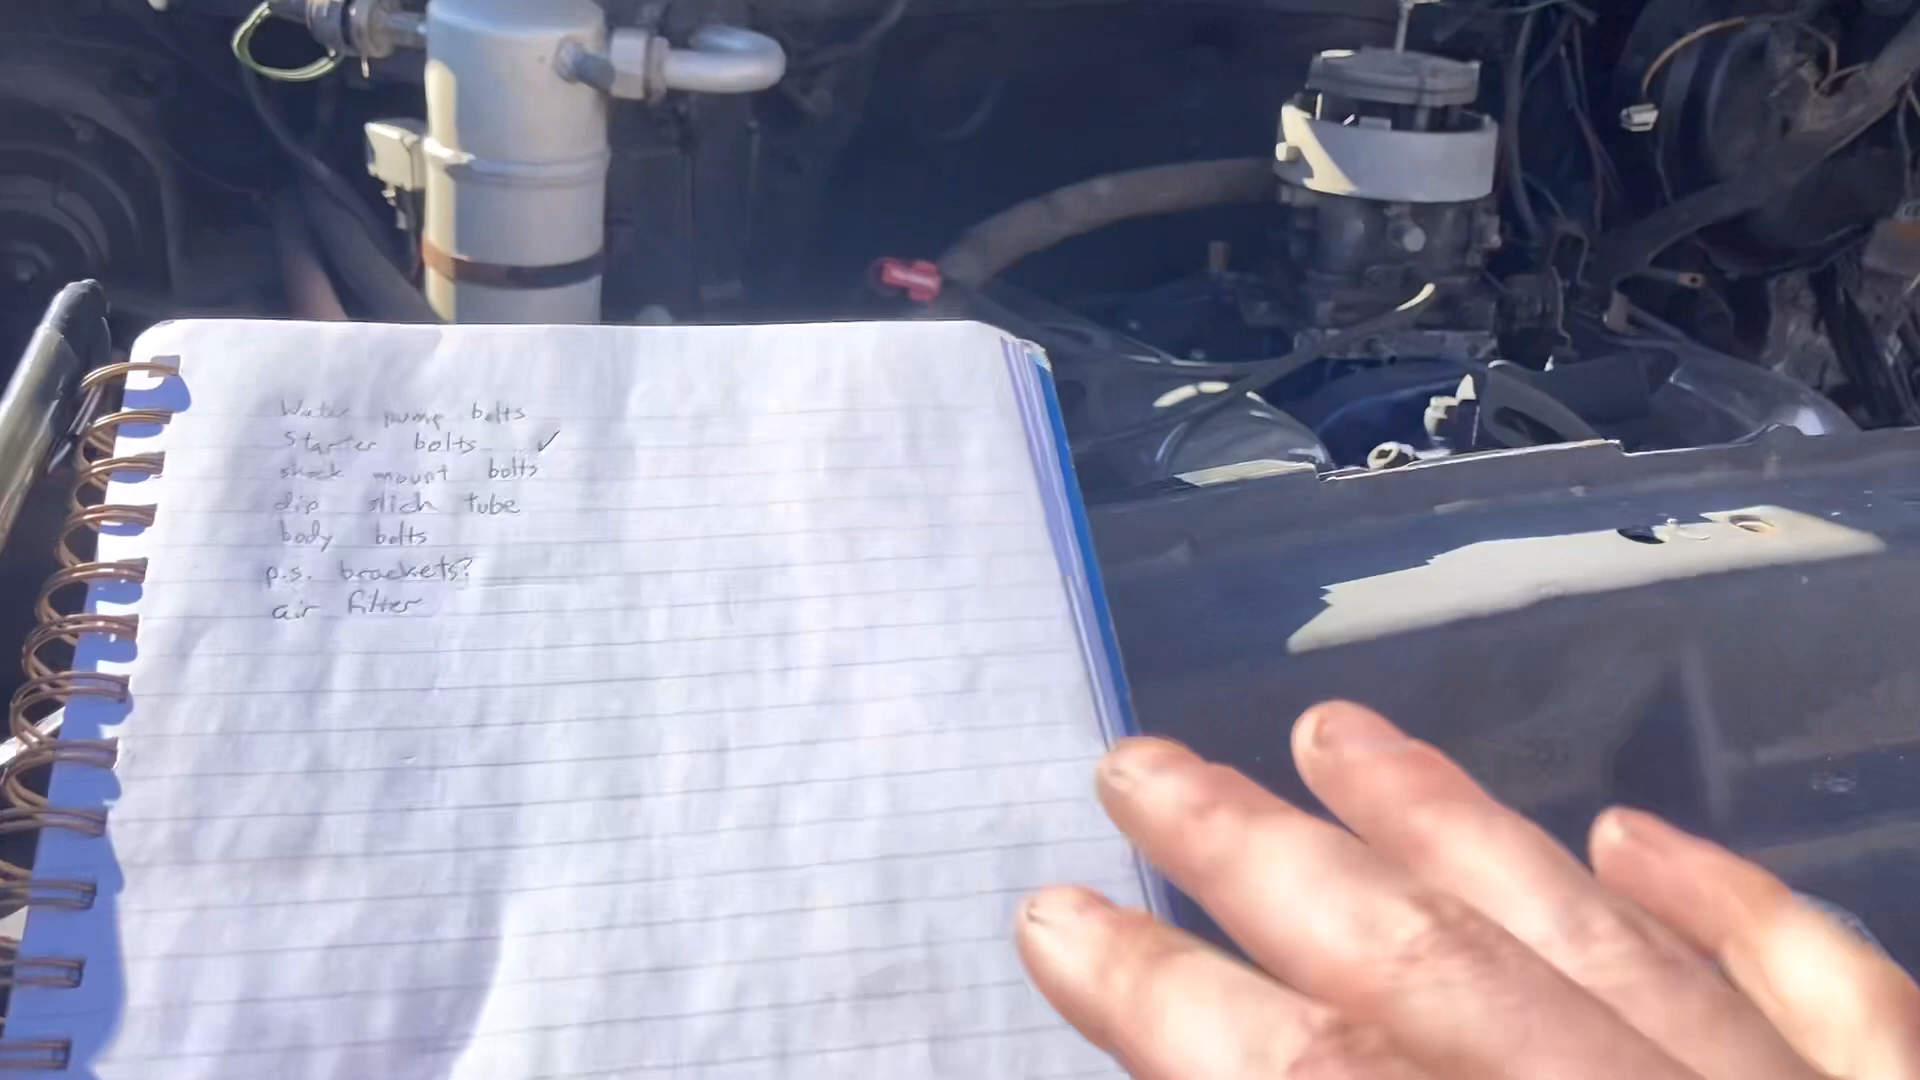 Water pump bolts
Starter bolts ✓
shock mount bolts
dip stick tube
body bolts
p.s. brackets?
air filter